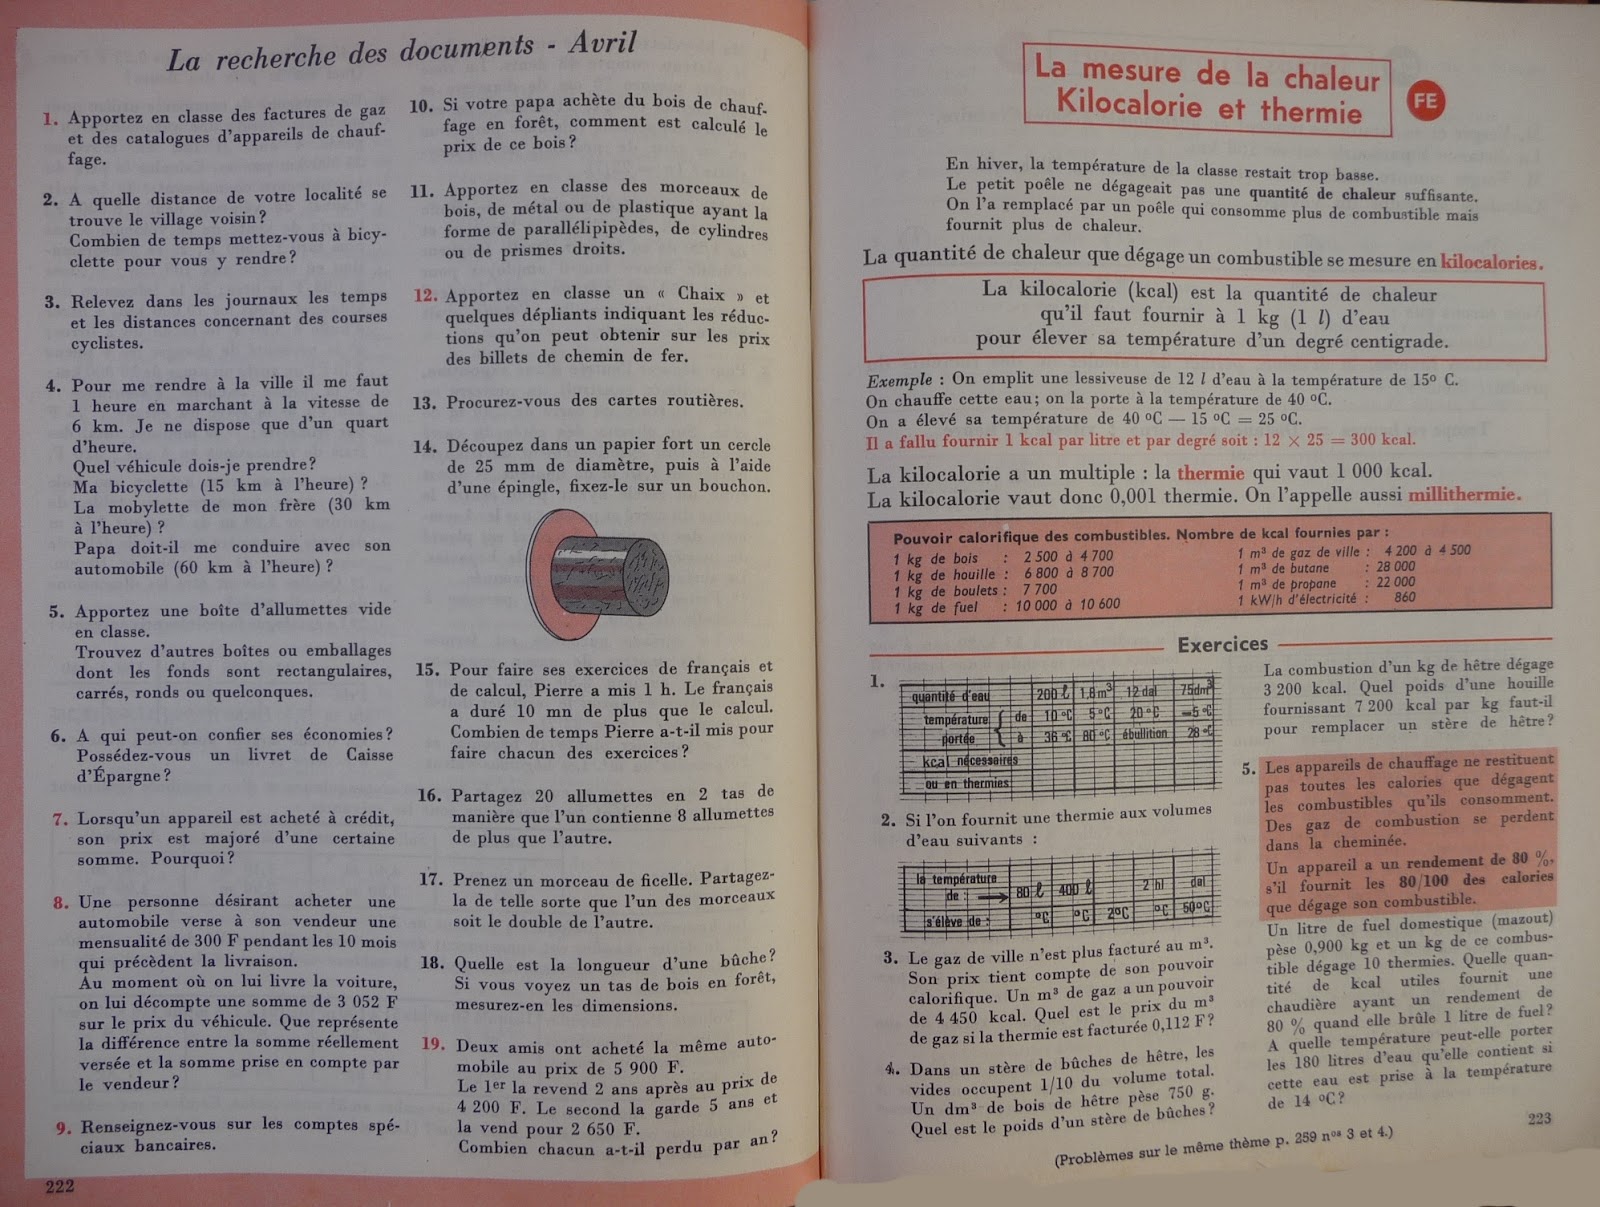 La recherche des documents - Avril
1. Apportez en classe des factures de gaz
et des catalogues d'appareils de chauf-
fage.
2. A quelle distance de votre localité se
trouve le village voisin ?
Combien de temps mettez-vous à bicy-
clette pour vous y rendre ?
3. Relevez dans les journaux les temps
et les distances concernant des courses
cyclistes.
4. Pour me rendre à la ville il me faut
1 heure en marchant à la vitesse de
6 km. Je ne dispose que d'un quart
d'heure.
Quel véhicule dois-je prendre ?
Ma bicyclette (15 km à l'heure) ?
La mobylette de mon frère (30 km
à l'heure) ?
Papa doit-il me conduire avec son
automobile (60 km à l'heure) ?
5. Apportez une boîte d'allumettes vide
en classe.
Trouvez d'autres boîtes ou emballages
dont les fonds sont rectangulaires,
carrés, ronds ou quelconques.
6. A qui peut-on confier ses économies ?
Possédez-vous un livret de Caisse
d'Épargne ?
7. Lorsqu'un appareil est acheté à crédit,
son prix est majoré d'une certaine
somme. Pourquoi ?
8. Une personne désirant acheter une
automobile verse à son vendeur une
mensualité de 300 F pendant les 10 mois
qui précèdent la livraison.
Au moment où on lui livre la voiture,
on lui décompte une somme de 3 052 F
sur le prix du véhicule. Que représente
la différence entre la somme réellement
versée et la somme prise en compte par
le vendeur ?
9. Renseignez-vous sur les comptes spé-
ciaux bancaires.
222
10. Si votre papa achète du bois de chauf-
fage en forêt, comment est calculé le
prix de ce bois ?
11. Apportez en classe des morceaux de
bois, de métal ou de plastique ayant la
forme de parallélipipèdes, de cylindres
ou de prismes droits.
12. Apportez en classe un « Chaix » et
quelques dépliants indiquant les réduc-
tions qu'on peut obtenir sur les prix
des billets de chemin de fer.
13. Procurez-vous des cartes routières.
14. Découpez dans un papier fort un cercle
de 25 mm de diamètre, puis à l'aide
d'une épingle, fixez-le sur un bouchon.
15. Pour faire ses exercices de français et
de calcul, Pierre a mis 1 h. Le français
a duré 10 mn de plus que le calcul.
Combien de temps Pierre a-t-il mis pour
faire chacun des exercices ?
16. Partagez 20 allumettes en 2 tas de
manière que l'un contienne 8 allumettes
de plus que l'autre.
17. Prenez un morceau de ficelle. Partagez-
la de telle sorte que l'un des morceaux
soit le double de l'autre.
18. Quelle est la longueur d'une bûche ?
Si vous voyez un tas de bois en forêt,
mesurez-en les dimensions.
19. Deux amis ont acheté la même auto-
mobile au prix de 5 900 F.
Le 1er la revend 2 ans après au prix de
4 200 F. Le second la garde 5 ans et
la vend pour 2 650 F.
Combien chacun a-t-il perdu par an ?
La mesure de la chaleur
Kilocalorie et thermie
FE
En hiver, la température de la classe restait trop basse.
Le petit poêle ne dégageait pas une quantité de chaleur suffisante.
On l'a remplacé par un poêle qui consomme plus de combustible mais
fournit plus de chaleur.
La quantité de chaleur que dégage un combustible se mesure en kilocalories.
La kilocalorie (kcal) est la quantité de chaleur
qu'il faut fournir à 1 kg (1 l) d'eau
pour élever sa température d'un degré centigrade.
Exemple : On emplit une lessiveuse de 12 l d'eau à la température de 15º C.
On chauffe cette eau; on la porte à la température de 40 ºC.
On a élevé sa température de 40 ºC — 15 ºC = 25 ºC.
Il a fallu fournir 1 kcal par litre et par degré soit : 12 × 25 = 300 kcal.
La kilocalorie a un multiple : la thermie qui vaut 1 000 kcal.
La kilocalorie vaut donc 0,001 thermie. On l'appelle aussi millithermie.
Pouvoir calorifique des combustibles. Nombre de kcal fournies par :
1 kg de bois : 2 500 à 4 700
1 kg de houille : 6 800 à 8 700
1 kg de boulets : 7 700
1 kg de fuel : 10 000 à 10 600
1 m³ de gaz de ville : 4 200 à 4 500
1 m³ de butane : 28 000
1 m³ de propane : 22 000
1 kW/h d'électricité : 860
Exercices
1.
quantité d'eau 200 l 1,8 m³ 12 dal 75 dm³
température de 10 ºC 5 ºC 20 ºC —5 ºC
portée à 36 ºC 80 ºC ébullition 28 ºC
kcal nécessaires
ou en thermies
2. Si l'on fournit une thermie aux volumes
d'eau suivants :
la température
de : 80 l 400 l 2 hl dal
s'élève de : ºC ºC 2ºC ºC 50ºC
3. Le gaz de ville n'est plus facturé au m³.
Son prix tient compte de son pouvoir
calorifique. Un m³ de gaz a un pouvoir
de 4 450 kcal. Quel est le prix du m³
de gaz si la thermie est facturée 0,112 F ?
4. Dans un stère de bûches de hêtre, les
vides occupent 1/10 du volume total.
Un dm³ de bois de hêtre pèse 750 g.
Quel est le poids d'un stère de bûches ?
La combustion d'un kg de hêtre dégage
3 200 kcal. Quel poids d'une houille
fournissant 7 200 kcal par kg faut-il
pour remplacer un stère de hêtre ?
5. Les appareils de chauffage ne restituent
pas toutes les calories que dégagent
les combustibles qu'ils consomment.
Des gaz de combustion se perdent
dans la cheminée.
Un appareil a un rendement de 80 %,
s'il fournit les 80/100 des calories
que dégage son combustible.
Un litre de fuel domestique (mazout)
pèse 0,900 kg et un kg de ce combus-
tible dégage 10 thermies. Quelle quan-
tité de kcal utiles fournit une
chaudière ayant un rendement de
80 % quand elle brûle 1 litre de fuel ?
A quelle température peut-elle porter
les 180 litres d'eau qu'elle contient si
cette eau est prise à la température
de 14 ºC ?
223
(Problèmes sur le même thème p. 259 nos 3 et 4.)